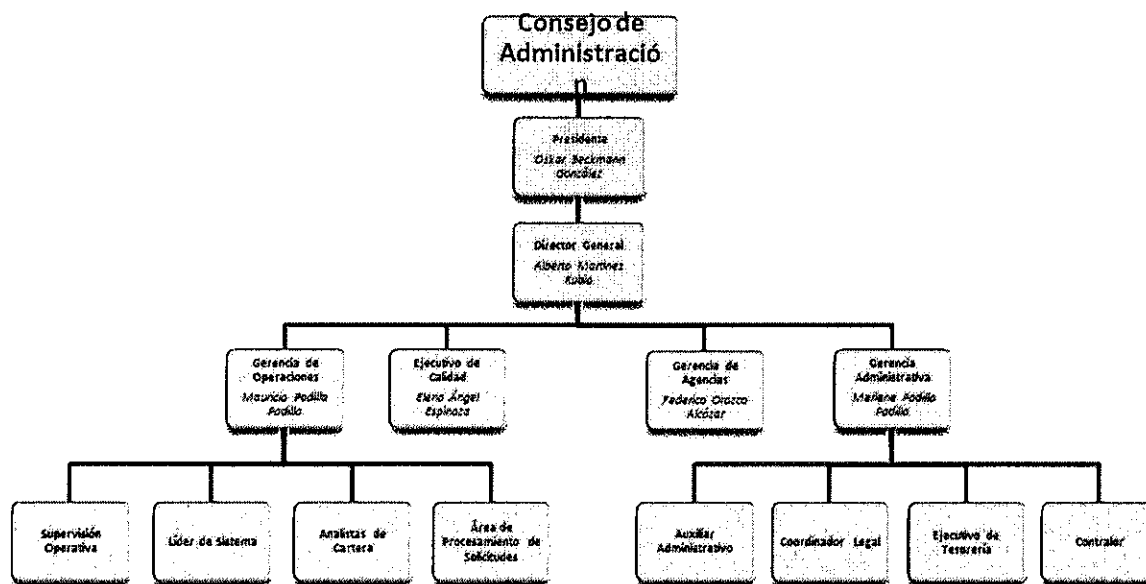 Consejo de
Administració
n
Presidente
Oskar Beckmann
González
Director General
Alberto Martínez
Rubio
Gerencia de
Operaciones
Mauricio Padilla
Padilla
Ejecutivo de
Calidad
Elena Ángel
Espinoza
Gerencia de
Agencias
Federico Orozco
Alcázar
Gerencia
Administrativa
Marlene Padilla
Padilla
Supervisión
Operativa
Líder de Sistema
Analistas de
Cartera
Área de
Procesamiento de
Solicitudes
Auxiliar
Administrativo
Coordinador Legal
Ejecutivo de
Tesorería
Contralor